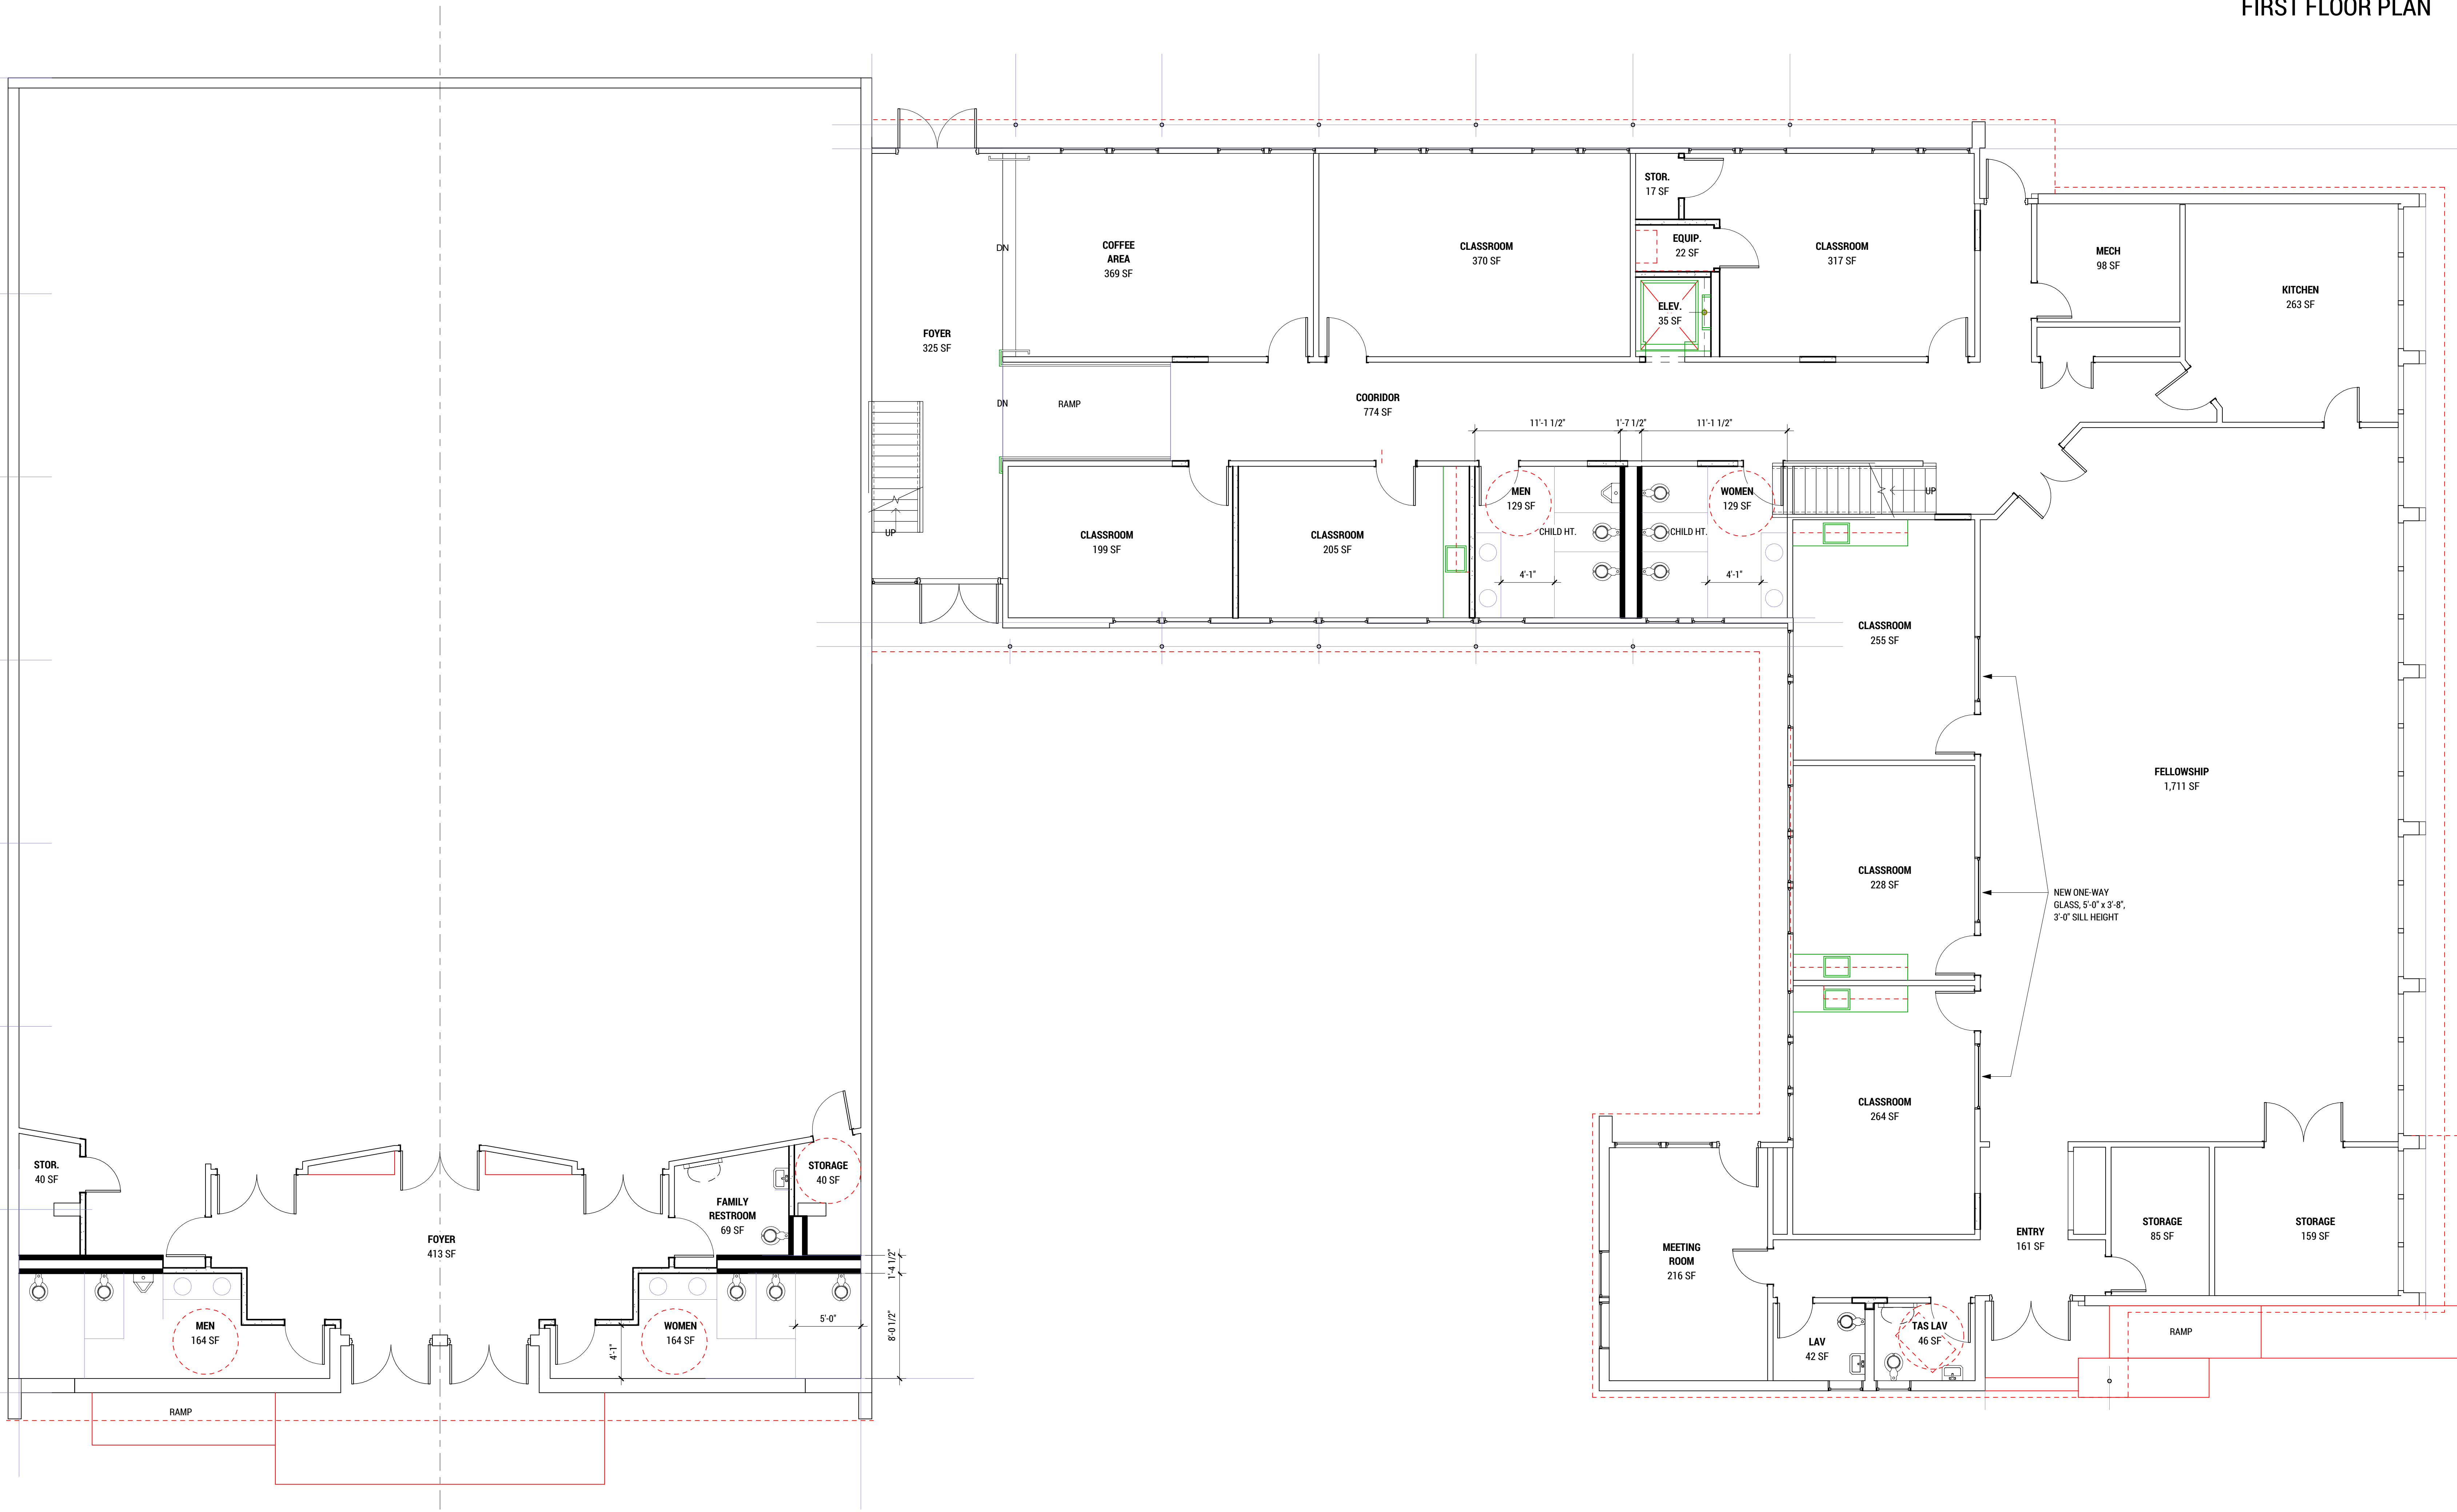 FIRST FLOOR PLAN
STOR.
17 SF
EQUIP.
22 SF
COFFEE
AREA
369 SF
CLASSROOM
370 SF
CLASSROOM
317 SF
MECH
98 SF
KITCHEN
263 SF
DN
ELEV.
35 SF
FOYER
325 SF
DN
RAMP
COORIDOR
774 SF
11'-1 1/2"
1'-7 1/2"
11'-1 1/2"
MEN
129 SF
WOMEN
129 SF
UP
UP
CHILD HT.
CHILD HT.
CLASSROOM
199 SF
CLASSROOM
205 SF
4'-1"
4'-1"
CLASSROOM
255 SF
FELLOWSHIP
1,711 SF
CLASSROOM
228 SF
NEW ONE-WAY
GLASS, 5'-0" x 3'-8",
3'-0" SILL HEIGHT
CLASSROOM
264 SF
STOR.
40 SF
STORAGE
40 SF
FAMILY
RESTROOM
69 SF
FOYER
413 SF
MEETING
ROOM
216 SF
ENTRY
161 SF
STORAGE
85 SF
STORAGE
159 SF
1'-4 1/2"
8'-0 1/2"
5'-0"
4'-1"
MEN
164 SF
WOMEN
164 SF
LAV
42 SF
TAS LAV
46 SF
RAMP
RAMP